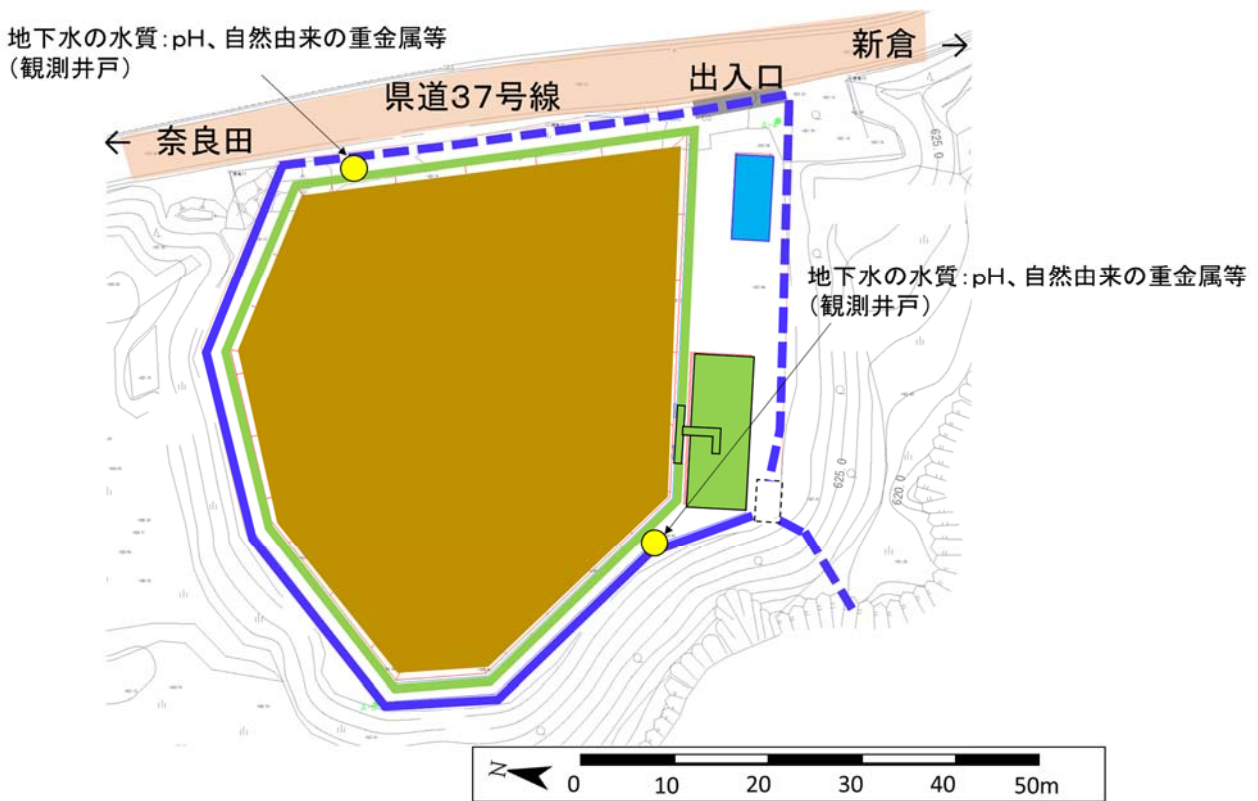 地下水の水質：pH、自然由来の重金属等
（観測井戸）
新倉 →
出入口
県道３７号線
← 奈良田
625.0
地下水の水質：pH、自然由来の重金属等
（観測井戸）
625.0
620.0
N
0 10 20 30 40 50m